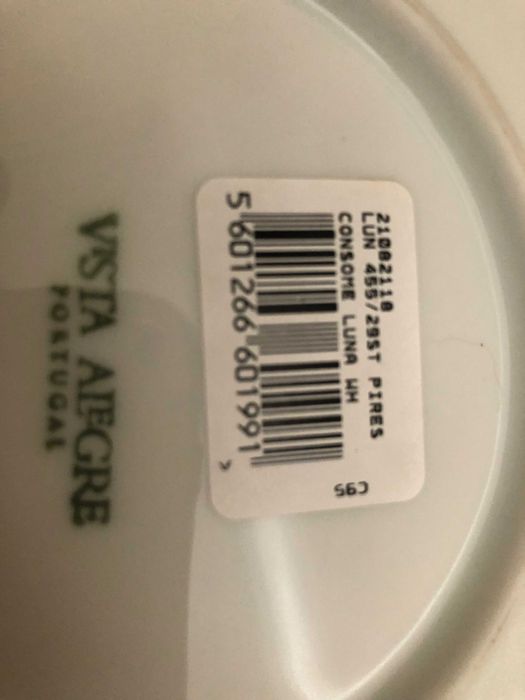 21082118
LUN 455/29ST PIRES
CONSOME LUNA WH
C95
5 601266 601991 >
VISTA ALEGRE
PORTUGAL